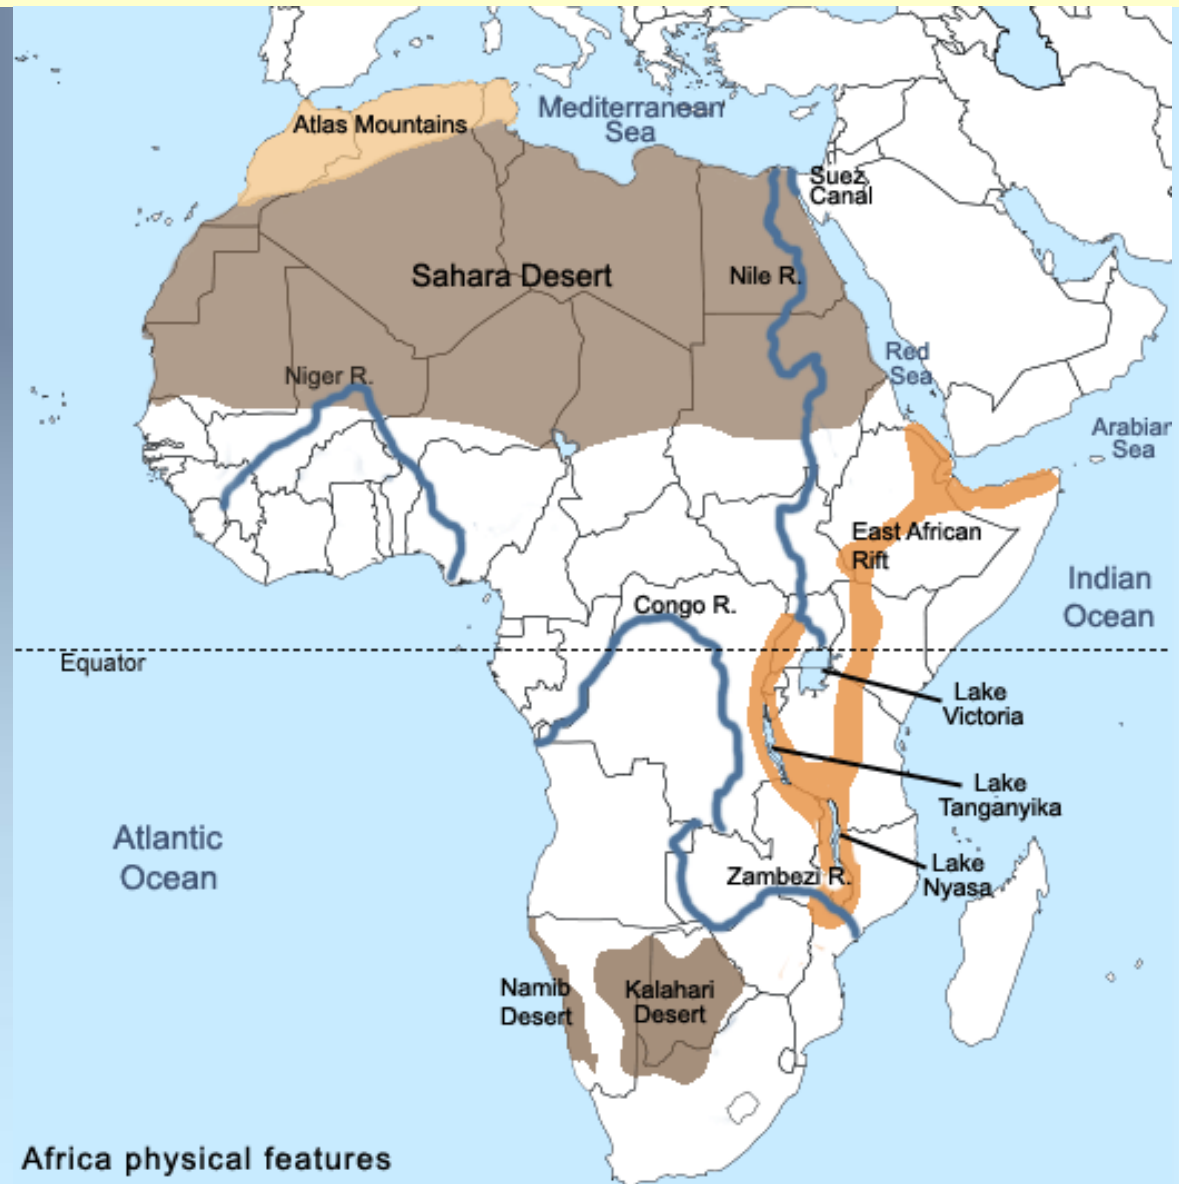 Atlas Mountains
Mediterranean
Sea
Suez
Canal
Sahara Desert
Nile R.
Red
Sea
Niger R.
Arabian
Sea
East African
Rift
Indian
Ocean
Congo R.
Equator
Lake
Victoria
Lake
Tanganyika
Atlantic
Ocean
Lake
Nyasa
Zambezi R.
Namib
Desert
Kalahari
Desert
Africa physical features